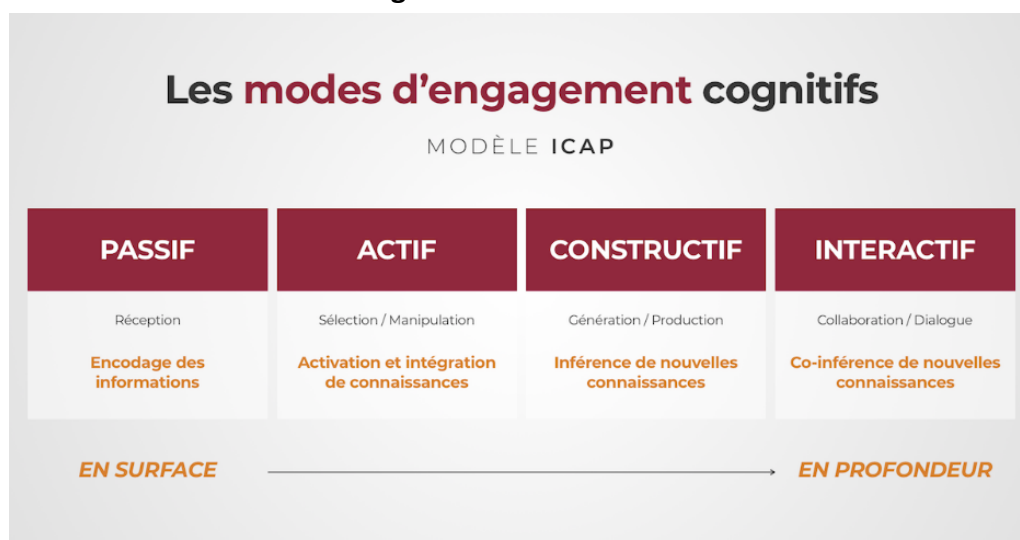 Les modes d'engagement cognitifs
MODÈLE ICAP
PASSIF
Réception
Encodage des
informations
ACTIF
Sélection / Manipulation
Activation et intégration
de connaissances
CONSTRUCTIF
Génération / Production
Inférence de nouvelles
connaissances
INTERACTIF
Collaboration / Dialogue
Co-inférence de nouvelles
connaissances
EN SURFACE
EN PROFONDEUR